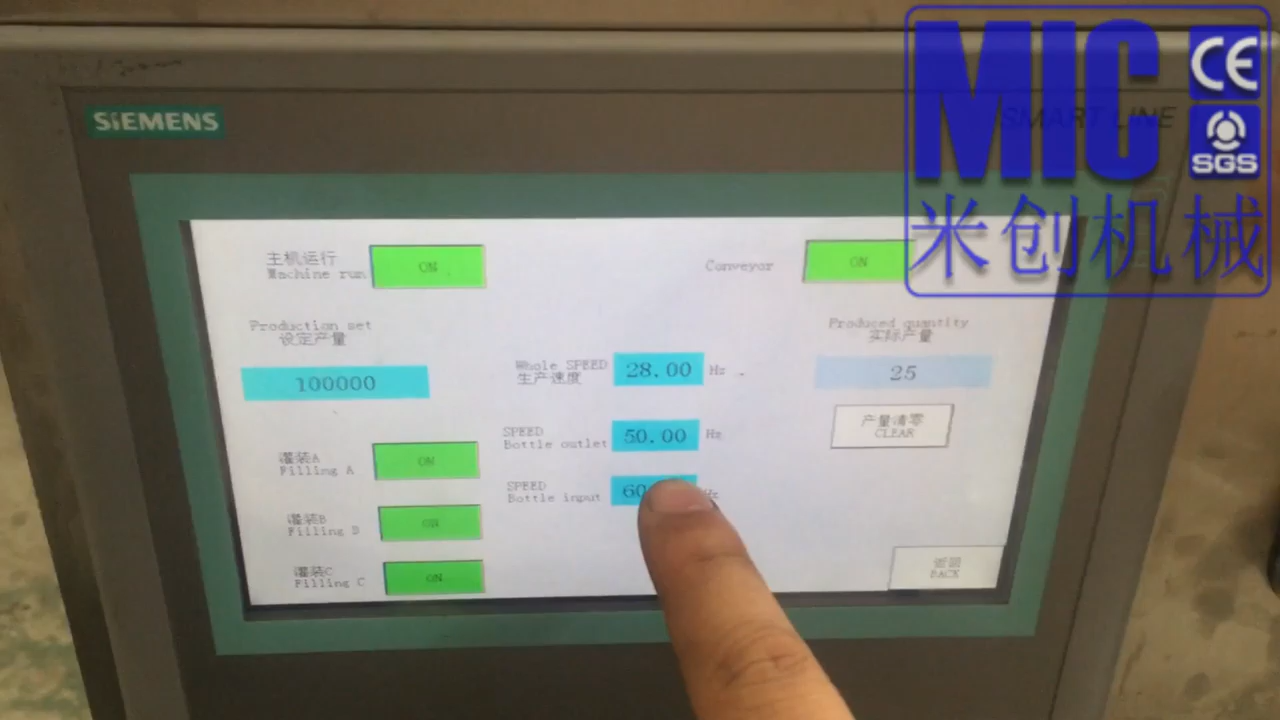 SIEMENS
SMART LINE
MIC
CE
SGS
米创机械
主机运行
Machine run
ON
Conveyor
ON
Production set
设定产量
100000
Whole SPEED
生产速度
28.00 Hz
Produced quantity
实际产量
25
SPEED
Bottle outlet
50.00 Hz
产量清零
CLEAR
灌装A
Filling A
ON
SPEED
Bottle input
灌装B
Filling B
ON
灌装C
Filling C
ON
返回
BACK